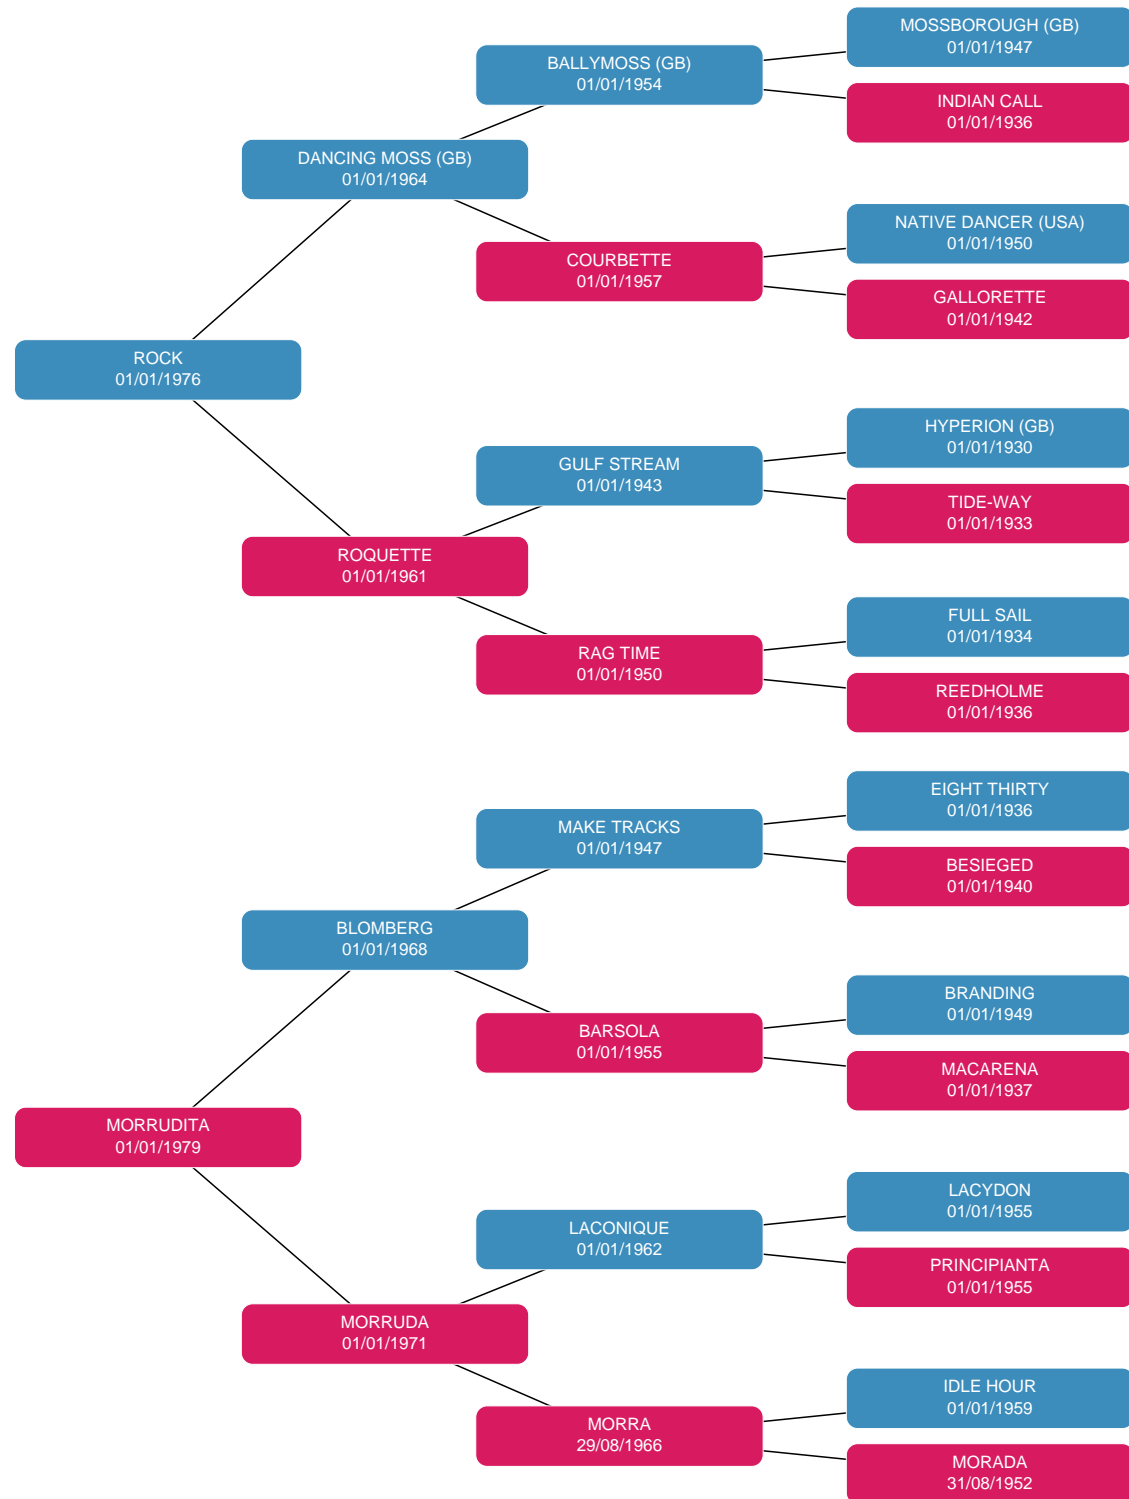 MOSSBOROUGH (GB)
01/01/1947
BALLYMOSS (GB)
01/01/1954
INDIAN CALL
01/01/1936
DANCING MOSS (GB)
01/01/1964
NATIVE DANCER (USA)
01/01/1950
COURBETTE
01/01/1957
GALLORETTE
01/01/1942
ROCK
01/01/1976
HYPERION (GB)
01/01/1930
GULF STREAM
01/01/1943
TIDE-WAY
01/01/1933
ROQUETTE
01/01/1961
FULL SAIL
01/01/1934
RAG TIME
01/01/1950
REEDHOLME
01/01/1936
EIGHT THIRTY
01/01/1936
MAKE TRACKS
01/01/1947
BESIEGED
01/01/1940
BLOMBERG
01/01/1968
BRANDING
01/01/1949
BARSOLA
01/01/1955
MACARENA
01/01/1937
MORRUDITA
01/01/1979
LACYDON
01/01/1955
LACONIQUE
01/01/1962
PRINCIPIANTA
01/01/1955
MORRUDA
01/01/1971
IDLE HOUR
01/01/1959
MORRA
29/08/1966
MORADA
31/08/1952